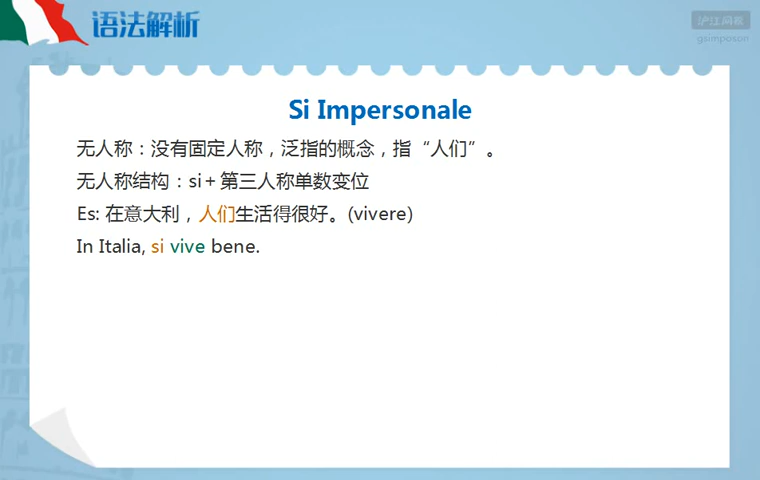 语法解析
沪江网校
gsimposon
Si Impersonale
无人称：没有固定人称，泛指的概念，指“人们”。
无人称结构：si＋第三人称单数变位
Es: 在意大利，人们生活得很好。(vivere)
In Italia, si vive bene.